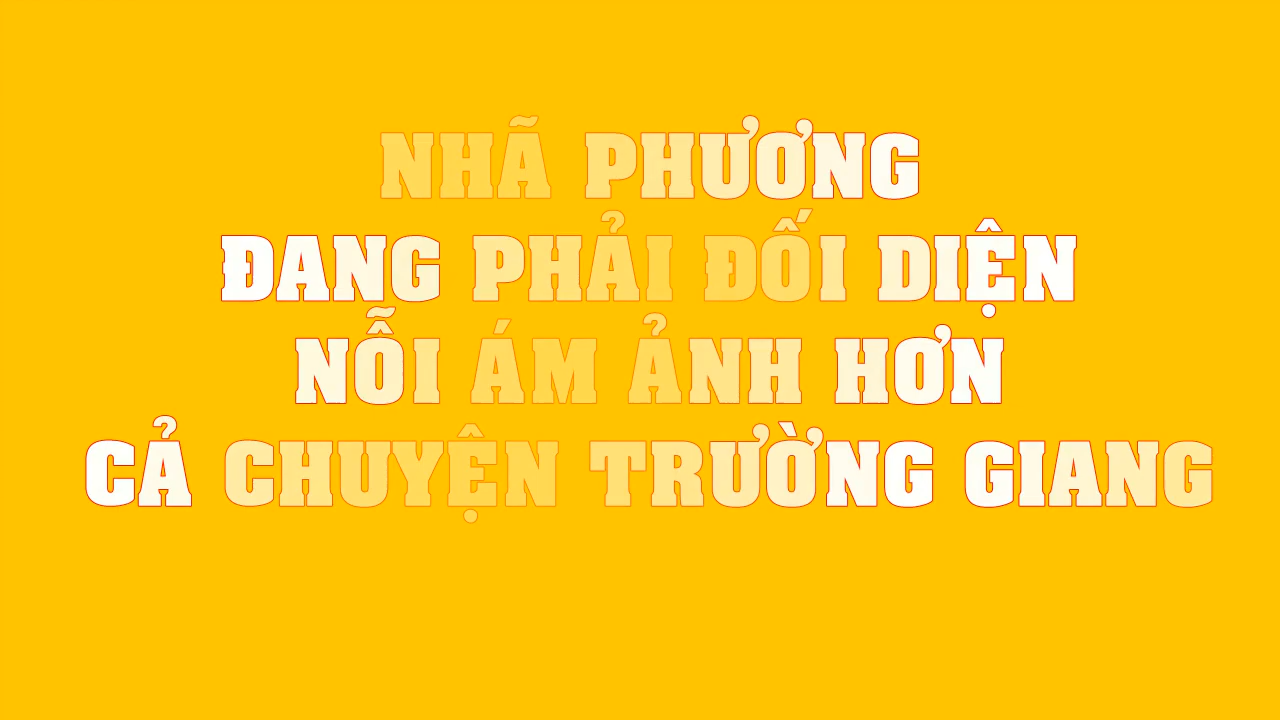 NHÃ PHƯƠNG
ĐANG PHẢI ĐỐI DIỆN
NỖI ÁM ẢNH HƠN
CẢ CHUYỆN TRƯỜNG GIANG